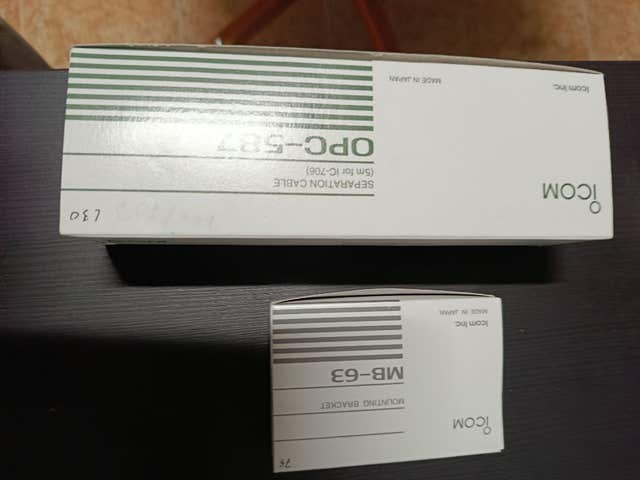 iCOM
SEPARATION CABLE
(5m for IC-706)
OPC-587
Icom Inc.
MADE IN JAPAN
iCOM
MOUNTING BRACKET
MB-63
Icom Inc.
MADE IN JAPAN